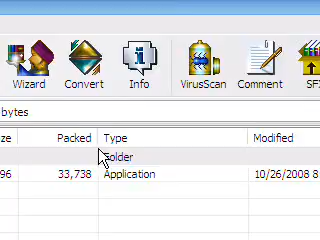 Wizard Convert Info VirusScan Comment SF
bytes
ze Packed Type Modified
Folder
96 33,738 Application 10/26/2008 8